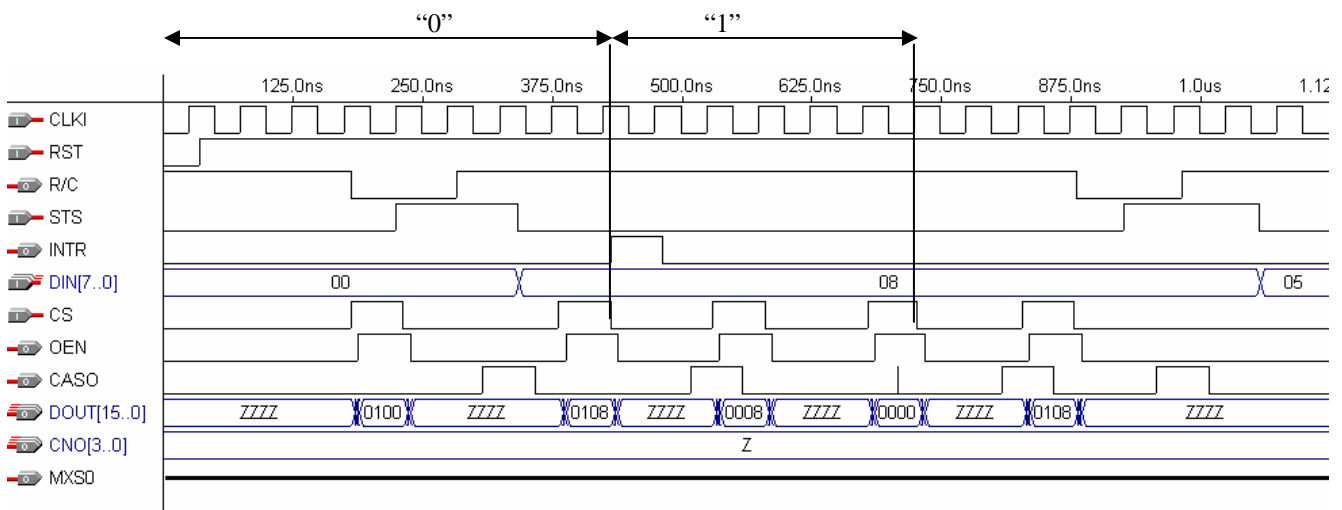 “0” “1”
125.0ns 250.0ns 375.0ns 500.0ns 625.0ns 750.0ns 875.0ns 1.0us 1.12
CLKI
RST
R/C
STS
INTR
DIN[7..0] 00 08 05
CS
OEN
CASO
DOUT[15..0] ZZZZ 0100 ZZZZ 0108 ZZZZ 0008 ZZZZ 0000 ZZZZ 0108 ZZZZ
CNO[3..0] Z
MXS0